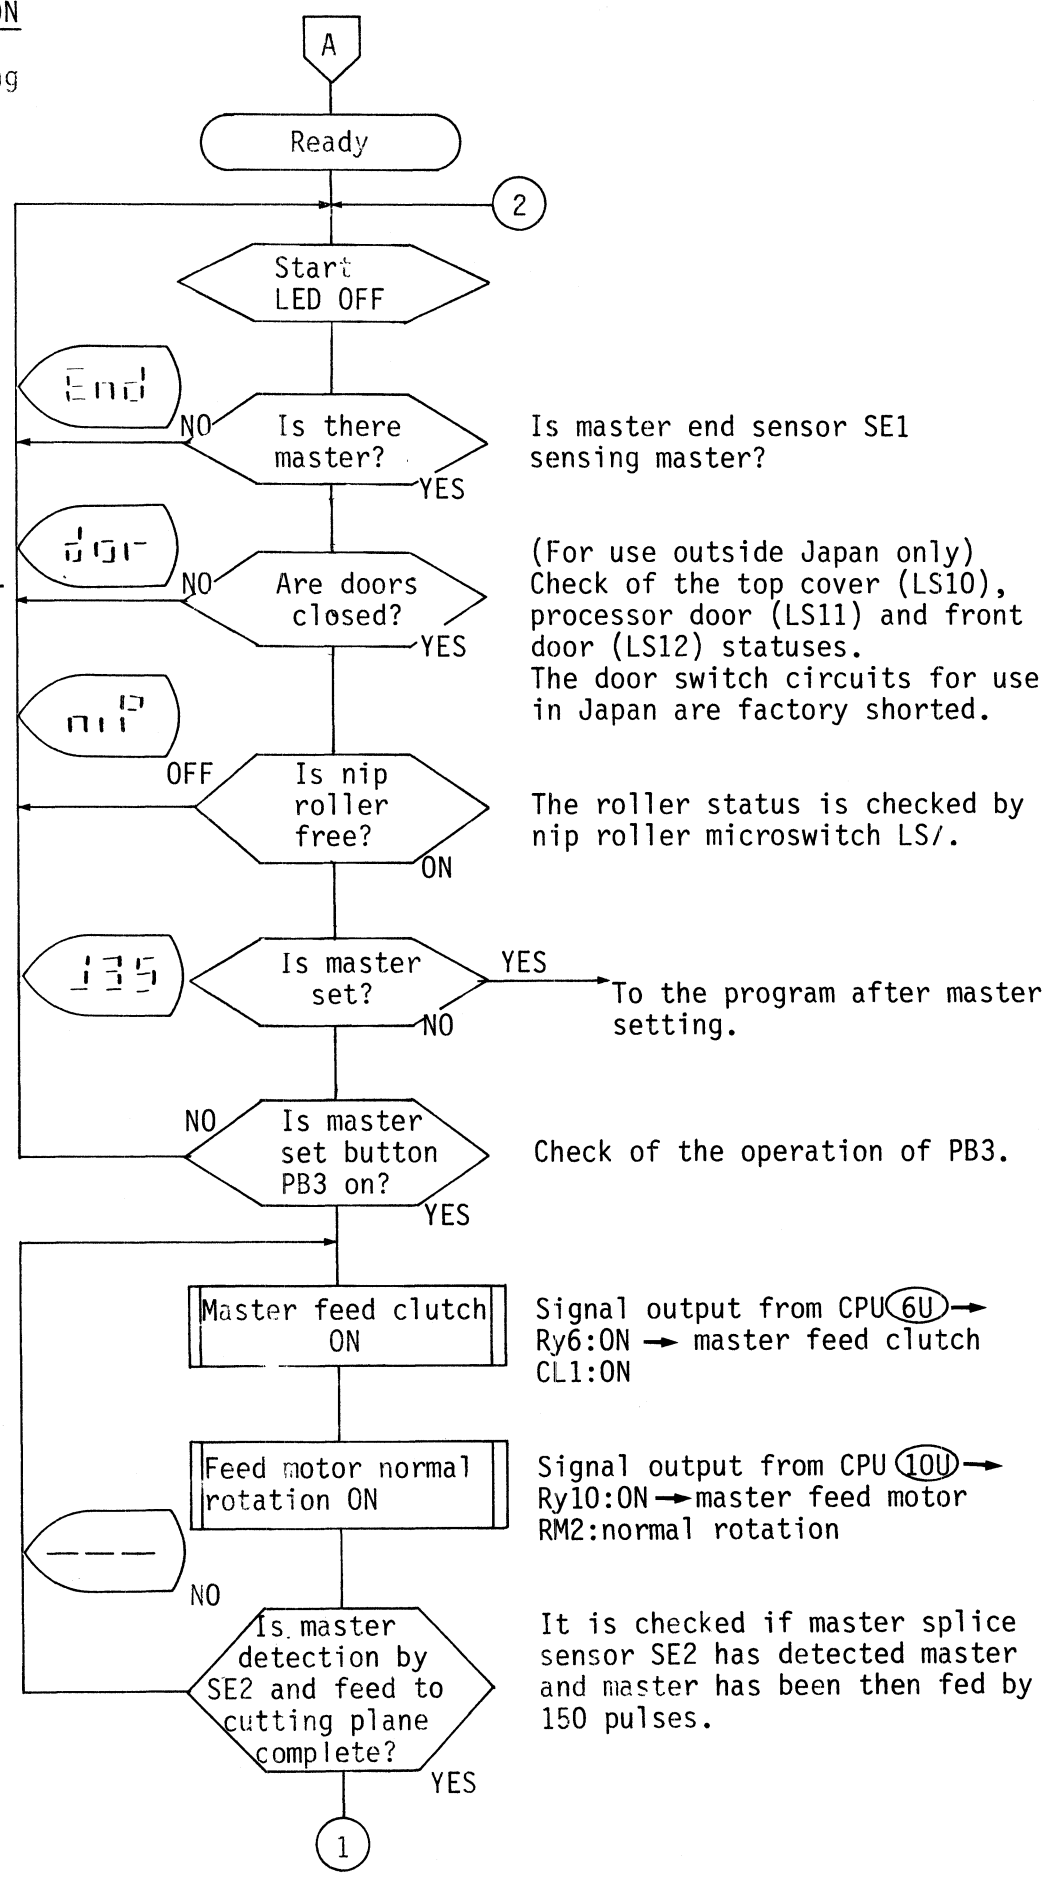 ON
g
A
Ready
2
Start
LED OFF
End
NO
Is there
master?
YES
Is master end sensor SE1
sensing master?
dor
NO
Are doors
closed?
YES
(For use outside Japan only)
Check of the top cover (LS10),
processor door (LS11) and front
door (LS12) statuses.
The door switch circuits for use
in Japan are factory shorted.
niP
OFF
Is nip
roller
free?
ON
The roller status is checked by
nip roller microswitch LS/.
135
Is master
set?
YES
NO
To the program after master
setting.
NO
Is master
set button
PB3 on?
YES
Check of the operation of PB3.
Master feed clutch
ON
Signal output from CPU 6U →
Ry6:ON → master feed clutch
CL1:ON
Feed motor normal
rotation ON
Signal output from CPU 10U →
Ry10:ON → master feed motor
RM2:normal rotation
— — —
NO
Is master
detection by
SE2 and feed to
cutting plane
complete?
YES
It is checked if master splice
sensor SE2 has detected master
and master has been then fed by
150 pulses.
1